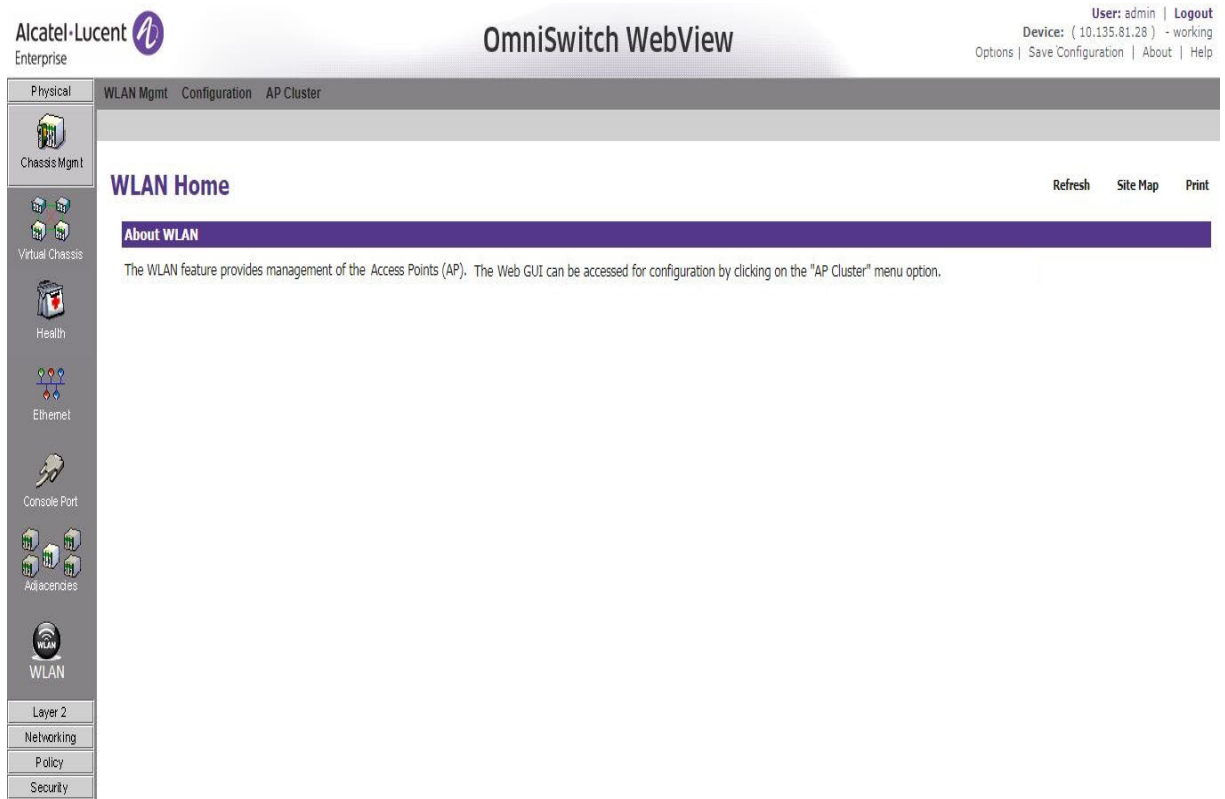 Alcatel·Lucent
Enterprise
OmniSwitch WebView
User: admin | Logout
Device: ( 10.135.81.28 ) - working
Options | Save Configuration | About | Help
Physical
WLAN Mgmt Configuration AP Cluster
Chassis Mgmt
WLAN Home
Refresh Site Map Print
About WLAN
The WLAN feature provides management of the Access Points (AP). The Web GUI can be accessed for configuration by clicking on the "AP Cluster" menu option.
Virtual Chassis
Health
Ethernet
Console Port
Adjacencies
WLAN
WLAN
Layer 2
Networking
Policy
Security